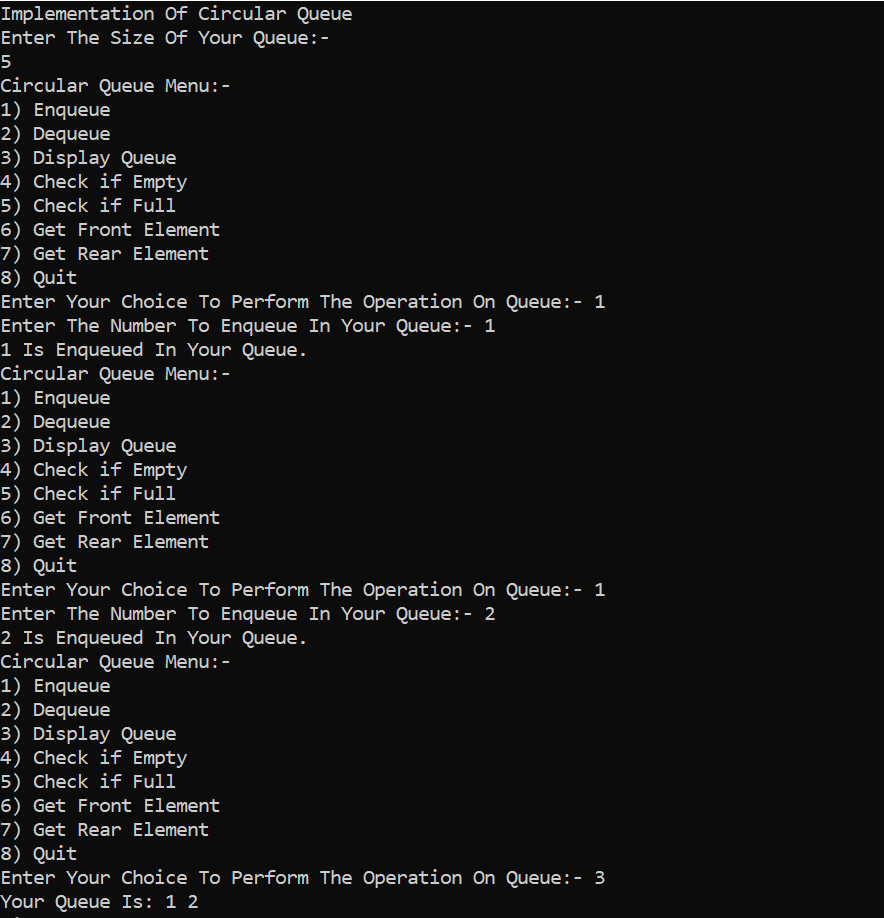 Implementation Of Circular Queue
Enter The Size Of Your Queue:-
5
Circular Queue Menu:-
1) Enqueue
2) Dequeue
3) Display Queue
4) Check if Empty
5) Check if Full
6) Get Front Element
7) Get Rear Element
8) Quit
Enter Your Choice To Perform The Operation On Queue:- 1
Enter The Number To Enqueue In Your Queue:- 1
1 Is Enqueued In Your Queue.
Circular Queue Menu:-
1) Enqueue
2) Dequeue
3) Display Queue
4) Check if Empty
5) Check if Full
6) Get Front Element
7) Get Rear Element
8) Quit
Enter Your Choice To Perform The Operation On Queue:- 1
Enter The Number To Enqueue In Your Queue:- 2
2 Is Enqueued In Your Queue.
Circular Queue Menu:-
1) Enqueue
2) Dequeue
3) Display Queue
4) Check if Empty
5) Check if Full
6) Get Front Element
7) Get Rear Element
8) Quit
Enter Your Choice To Perform The Operation On Queue:- 3
Your Queue Is: 1 2